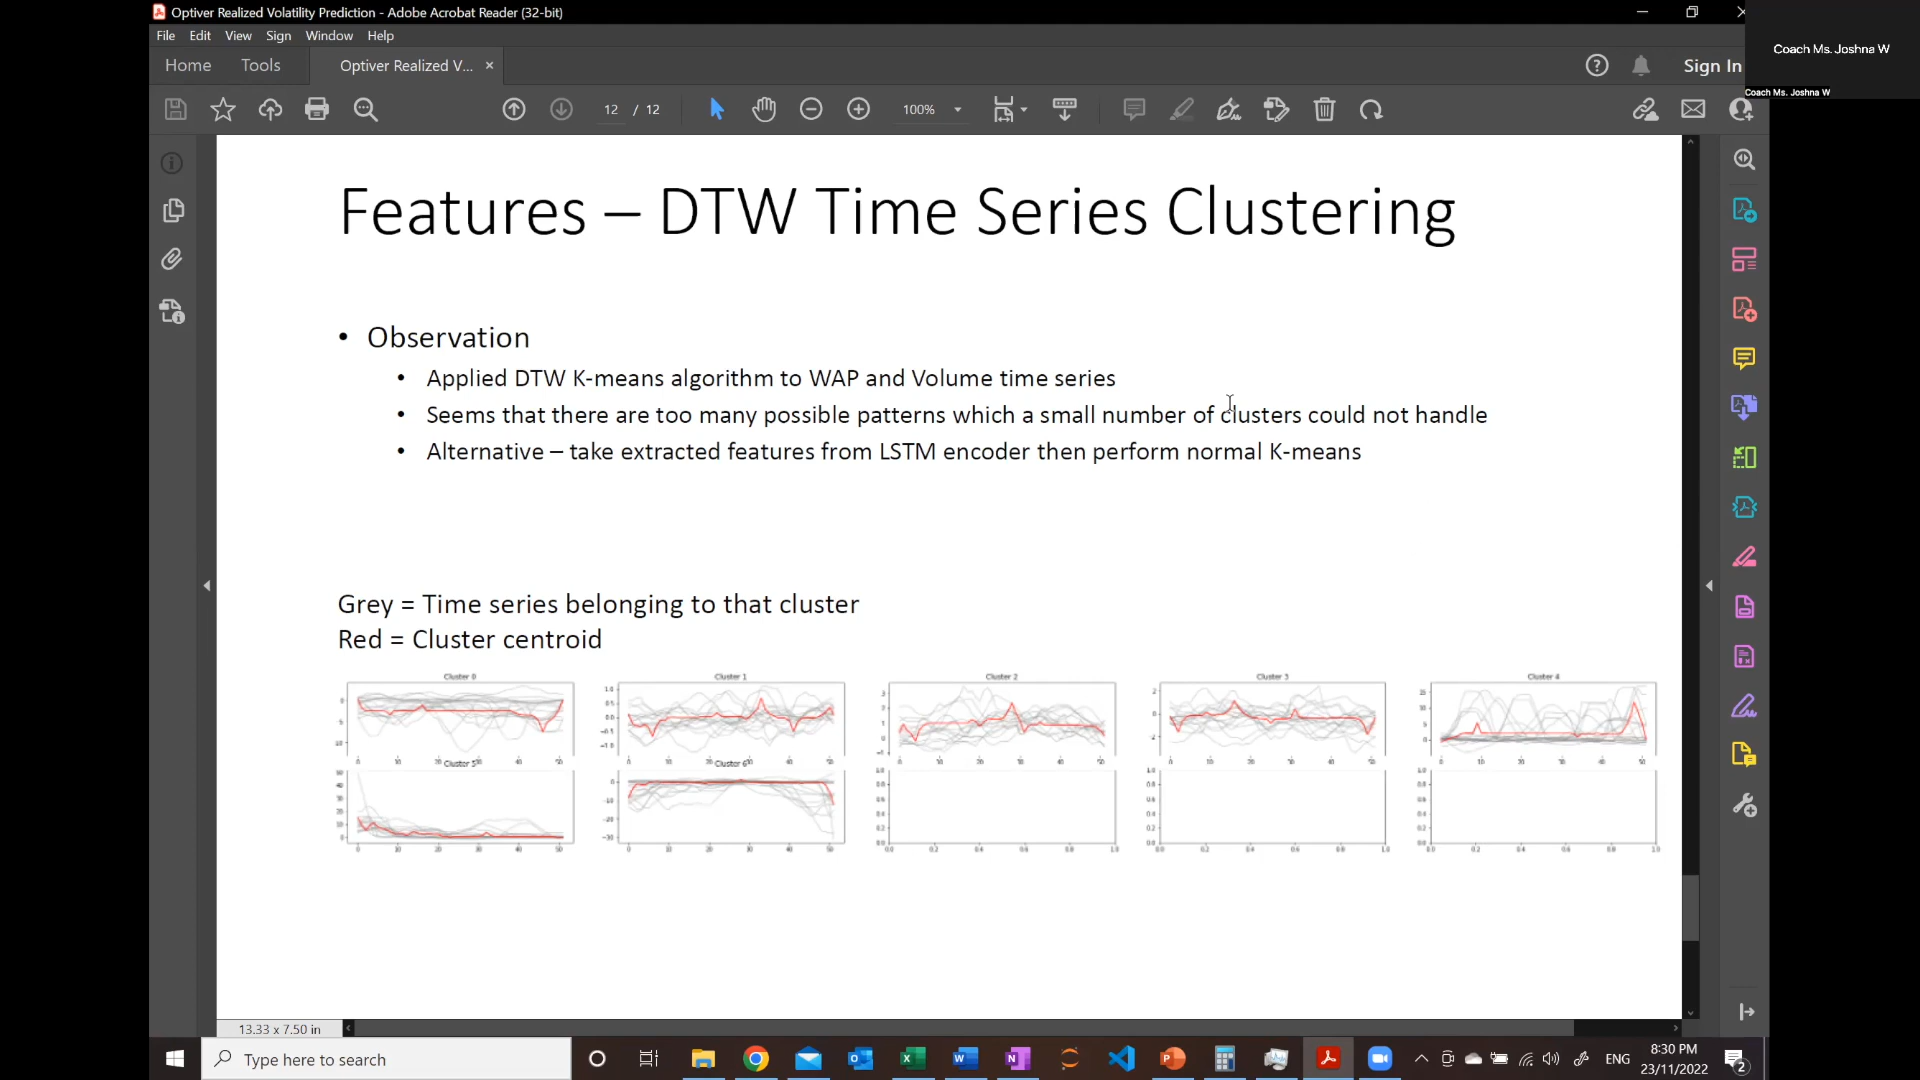 Optiver Realized Volatility Prediction - Adobe Acrobat Reader (32-bit)
File Edit View Sign Window Help
Coach Ms. Joshna W
Home Tools Optiver Realized V... × Sign In
Coach Ms. Joshna W
12 / 12 100%
Features – DTW Time Series Clustering
• Observation
• Applied DTW K-means algorithm to WAP and Volume time series
• Seems that there are too many possible patterns which a small number of clusters could not handle
• Alternative – take extracted features from LSTM encoder then perform normal K-means
Grey = Time series belonging to that cluster
Red = Cluster centroid
Cluster 0 Cluster 1 Cluster 2 Cluster 3 Cluster 4
Cluster 5 Cluster 6
13.33 x 7.50 in
Type here to search
ENG
8:30 PM
23/11/2022
2